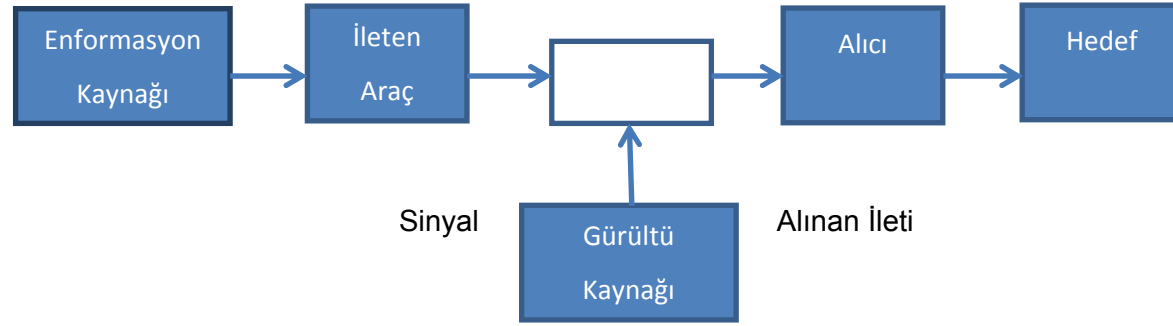 Enformasyon
Kaynağı
İleten
Araç
Alıcı
Hedef
Sinyal
Alınan İleti
Gürültü
Kaynağı